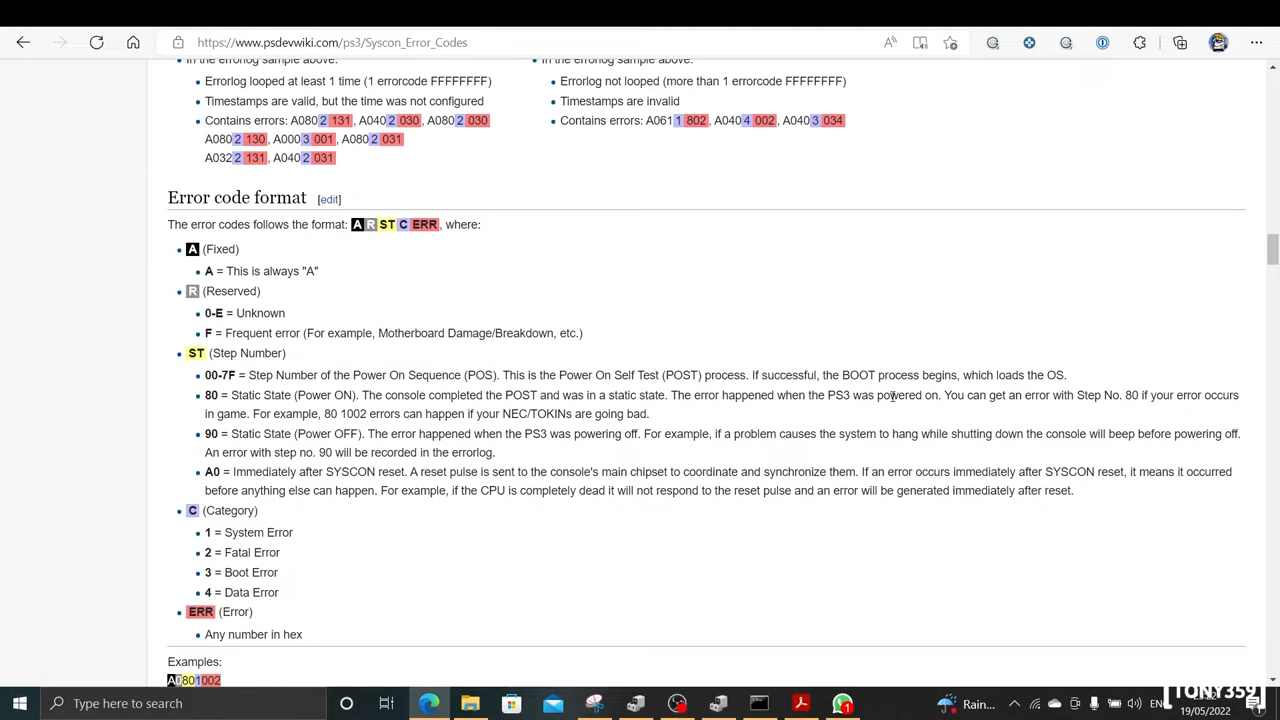 https://www.psdevwiki.com/ps3/Syscon_Error_Codes
In the errorlog sample above:
Errorlog looped at least 1 time (1 errorcode FFFFFFFF)
Timestamps are valid, but the time was not configured
Contains errors: A0802131, A0402030, A0802030
A0802130, A0003001, A0802031
A0322131, A0402031
In the errorlog sample above:
Errorlog not looped (more than 1 errorcode FFFFFFFF)
Timestamps are invalid
Contains errors: A0611802, A0404002, A0403034
Error code format [edit]
The error codes follows the format: A R ST C ERR, where:
A (Fixed)
A = This is always "A"
R (Reserved)
0-E = Unknown
F = Frequent error (For example, Motherboard Damage/Breakdown, etc.)
ST (Step Number)
00-7F = Step Number of the Power On Sequence (POS). This is the Power On Self Test (POST) process. If successful, the BOOT process begins, which loads the OS.
80 = Static State (Power ON). The console completed the POST and was in a static state. The error happened when the PS3 was powered on. You can get an error with Step No. 80 if your error occurs
in game. For example, 80 1002 errors can happen if your NEC/TOKINs are going bad.
90 = Static State (Power OFF). The error happened when the PS3 was powering off. For example, if a problem causes the system to hang while shutting down the console will beep before powering off.
An error with step no. 90 will be recorded in the errorlog.
A0 = Immediately after SYSCON reset. A reset pulse is sent to the console's main chipset to coordinate and synchronize them. If an error occurs immediately after SYSCON reset, it means it occurred
before anything else can happen. For example, if the CPU is completely dead it will not respond to the reset pulse and an error will be generated immediately after reset.
C (Category)
1 = System Error
2 = Fatal Error
3 = Boot Error
4 = Data Error
ERR (Error)
Any number in hex
Examples:
A0801002
Type here to search
Rain...
ENG
[TONY359]
19/05/2022